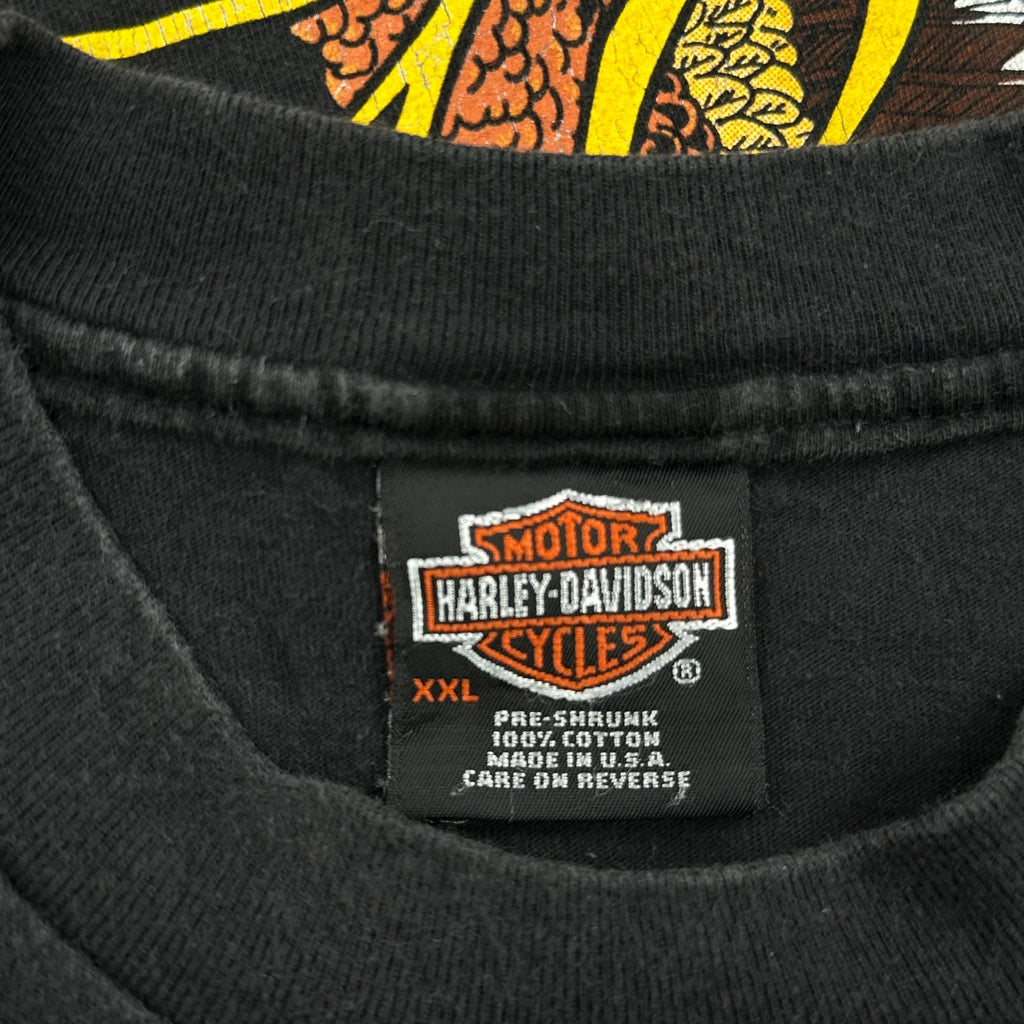 MOTOR
HARLEY-DAVIDSON
CYCLES
®
XXL
PRE-SHRUNK
100% COTTON
MADE IN U.S.A.
CARE ON REVERSE